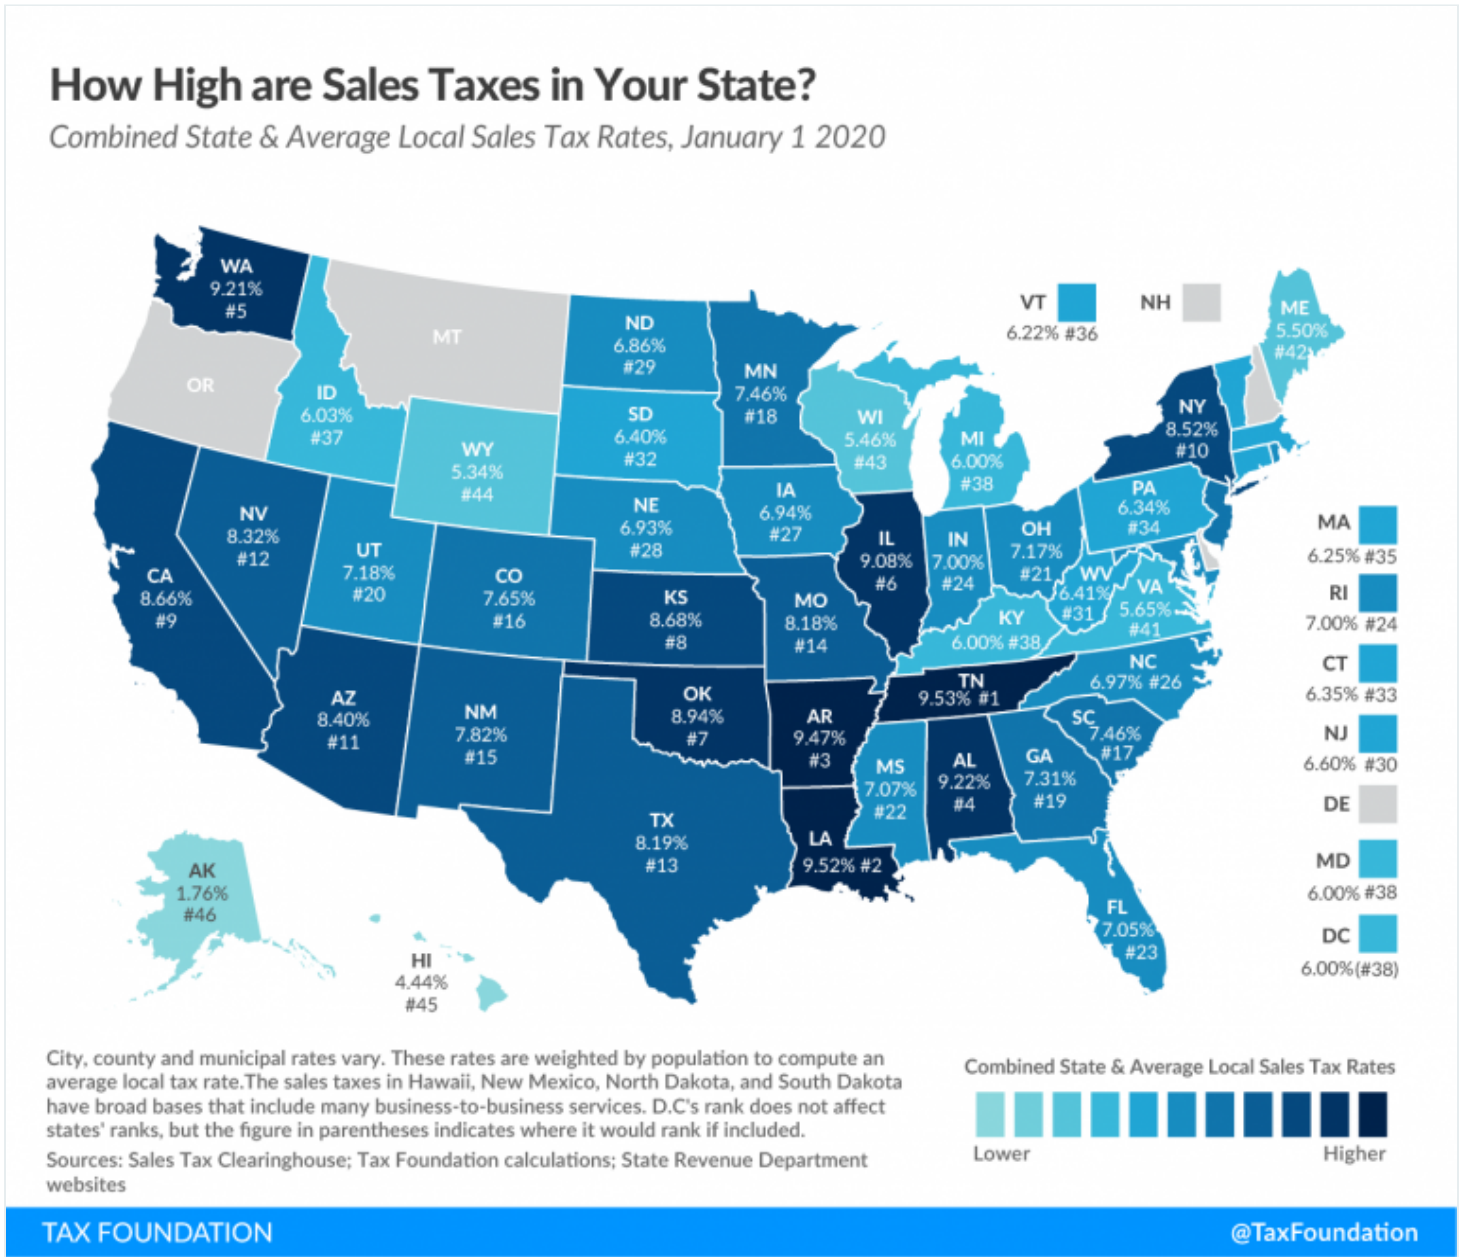 How High are Sales Taxes in Your State?
Combined State & Average Local Sales Tax Rates, January 1 2020
WA
9.21%
#5
OR
MT
ID
6.03%
#37
WY
5.34%
#44
ND
6.86%
#29
SD
6.40%
#32
NE
6.93%
#28
MN
7.46%
#18
IA
6.94%
#27
WI
5.46%
#43
MI
6.00%
#38
VT
6.22% #36
NH
ME
5.50%
#42
NY
8.52%
#10
PA
6.34%
#34
CA
8.66%
#9
NV
8.32%
#12
UT
7.18%
#20
CO
7.65%
#16
KS
8.68%
#8
MO
8.18%
#14
IL
9.08%
#6
IN
7.00%
#24
OH
7.17%
#21
WV
6.41%
#31
VA
5.65%
#41
KY
6.00% #38
NC
6.97% #26
TN
9.53% #1
SC
7.46%
#17
AZ
8.40%
#11
NM
7.82%
#15
OK
8.94%
#7
AR
9.47%
#3
TX
8.19%
#13
LA
9.52% #2
MS
7.07%
#22
AL
9.22%
#4
GA
7.31%
#19
FL
7.05%
#23
AK
1.76%
#46
HI
4.44%
#45
MA
6.25% #35
RI
7.00% #24
CT
6.35% #33
NJ
6.60% #30
DE
MD
6.00% #38
DC
6.00%(#38)
City, county and municipal rates vary. These rates are weighted by population to compute an
average local tax rate.The sales taxes in Hawaii, New Mexico, North Dakota, and South Dakota
have broad bases that include many business-to-business services. D.C's rank does not affect
states' ranks, but the figure in parentheses indicates where it would rank if included.
Sources: Sales Tax Clearinghouse; Tax Foundation calculations; State Revenue Department
websites
Combined State & Average Local Sales Tax Rates
Lower
Higher
TAX FOUNDATION
@TaxFoundation